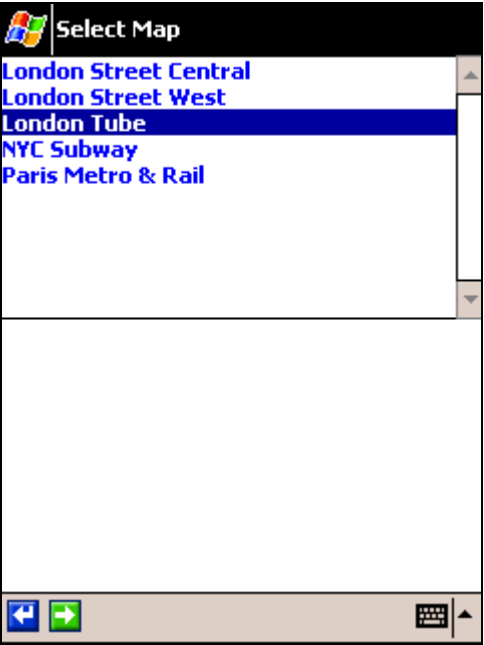 Select Map
London Street Central
London Street West
London Tube
NYC Subway
Paris Metro & Rail